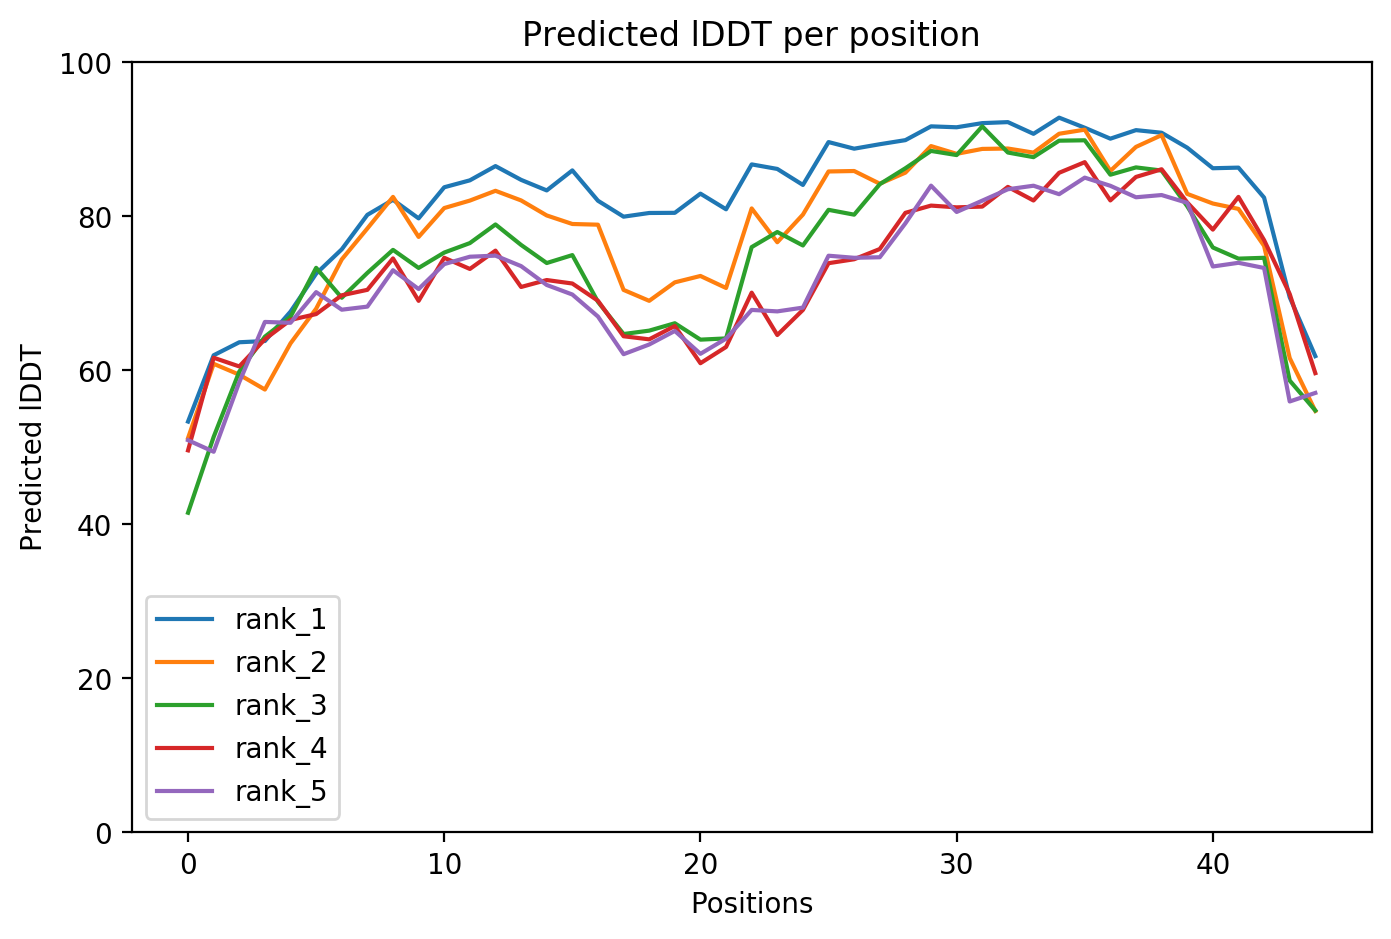 Predicted lDDT per position
100
80
60
40
20
0
Predicted lDDT
rank_1
rank_2
rank_3
rank_4
rank_5
0 10 20 30 40
Positions